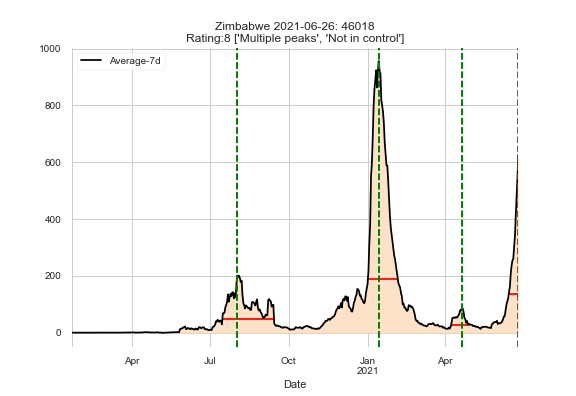 Zimbabwe 2021-06-26: 46018
Rating:8 ['Multiple peaks', 'Not in control']
Average-7d
1000
800
600
400
200
0
Apr
Jul
Oct
Jan
2021
Apr
Date